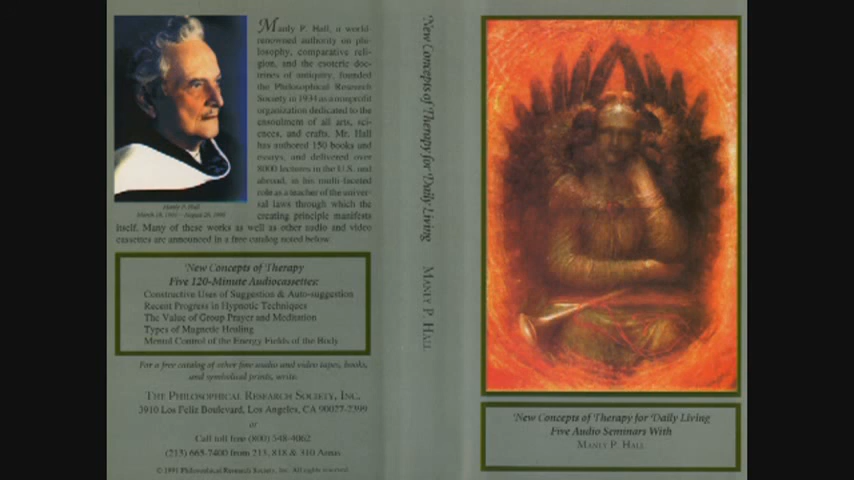 Manly P. Hall, a world-
renowned authority on phi-
losophy, comparative reli-
gion, and the esoteric doc-
trines of antiquity, founded
the Philosophical Research
Society in 1934 as a nonprofit
organization dedicated to the
ensoulment of all arts, sci-
ences, and crafts. Mr. Hall
has authored 150 books and
essays, and delivered over
8000 lectures in the U.S. and
abroad, in his multi-faceted
role as a teacher of the univer-
sal laws through which the
creating principle manifests
itself. Many of these works as well as other audio and video
cassettes are announced in a free catalog noted below.
Manly P. Hall
March 18, 1901 – August 29, 1990
New Concepts of Therapy
Five 120-Minute Audiocassettes:
Constructive Uses of Suggestion & Auto-suggestion
Recent Progress in Hypnotic Techniques
The Value of Group Prayer and Meditation
Types of Magnetic Healing
Mental Control of the Energy Fields of the Body
For a free catalog of other fine audio and video tapes, books,
and symbolical prints, write:
THE PHILOSOPHICAL RESEARCH SOCIETY, INC.
3910 Los Feliz Boulevard, Los Angeles, CA 90027-2399
or
Call toll free (800) 548-4062
(213) 665-7400 from 213, 818 & 310 Areas
© 1991 Philosophical Research Society, Inc. All rights reserved.
New Concepts of Therapy for Daily Living MANLY P. HALL
New Concepts of Therapy for Daily Living
Five Audio Seminars With
MANLY P. HALL